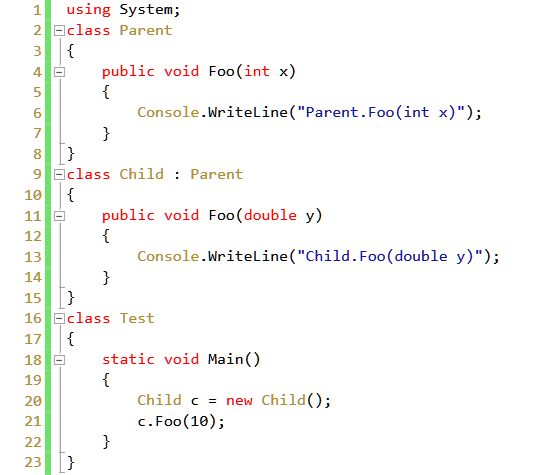 1 using System;
2 class Parent
3 {
4     public void Foo(int x)
5     {
6         Console.WriteLine("Parent.Foo(int x)");
7     }
8 }
9 class Child : Parent
10 {
11     public void Foo(double y)
12     {
13         Console.WriteLine("Child.Foo(double y)");
14     }
15 }
16 class Test
17 {
18     static void Main()
19     {
20         Child c = new Child();
21         c.Foo(10);
22     }
23 }